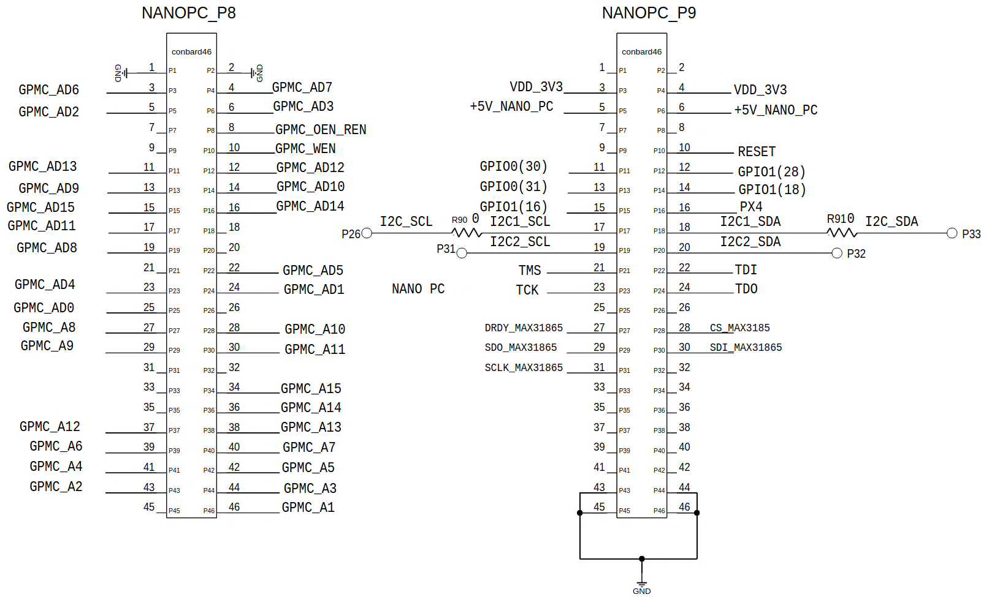 NANOPC_P8 NANOPC_P9
conbard46 conbard46
GND 1 P1 P2 2 GND 1 P1 P2 2
GPMC_AD6 3 P3 P4 4 GPMC_AD7 VDD_3V3 3 P3 P4 4 VDD_3V3
GPMC_AD2 5 P5 P6 6 GPMC_AD3 +5V_NANO_PC 5 P5 P6 6 +5V_NANO_PC
7 P7 P8 8 GPMC_OEN_REN 7 P7 P8 8
9 P9 P10 10 GPMC_WEN 9 P9 P10 10 RESET
GPMC_AD13 11 P11 P12 12 GPMC_AD12 GPIO0(30) 11 P11 P12 12 GPIO1(28)
GPMC_AD9 13 P13 P14 14 GPMC_AD10 GPIO0(31) 13 P13 P14 14 GPIO1(18)
GPMC_AD15 15 P15 P16 16 GPMC_AD14 GPIO1(16) 15 P15 P16 16 PX4
GPMC_AD11 17 P17 P18 18 P26 I2C_SCL R90 0 I2C1_SCL 17 P17 P18 18 I2C1_SDA R91 0 I2C_SDA P33
GPMC_AD8 19 P19 P20 20 P31 I2C2_SCL 19 P19 P20 20 I2C2_SDA P32
21 P21 P22 22 GPMC_AD5 TMS 21 P21 P22 22 TDI
GPMC_AD4 23 P23 P24 24 GPMC_AD1 NANO PC TCK 23 P23 P24 24 TDO
GPMC_AD0 25 P25 P26 26 25 P25 P26 26
GPMC_A8 27 P27 P28 28 GPMC_A10 DRDY_MAX31865 27 P27 P28 28 CS_MAX3185
GPMC_A9 29 P29 P30 30 GPMC_A11 SDO_MAX31865 29 P29 P30 30 SDI_MAX31865
31 P31 P32 32 SCLK_MAX31865 31 P31 P32 32
33 P33 P34 34 GPMC_A15 33 P33 P34 34
35 P35 P36 36 GPMC_A14 35 P35 P36 36
GPMC_A12 37 P37 P38 38 GPMC_A13 37 P37 P38 38
GPMC_A6 39 P39 P40 40 GPMC_A7 39 P39 P40 40
GPMC_A4 41 P41 P42 42 GPMC_A5 41 P41 P42 42
GPMC_A2 43 P43 P44 44 GPMC_A3 43 P43 P44 44
45 P45 P46 46 GPMC_A1 45 P45 P46 46
GND